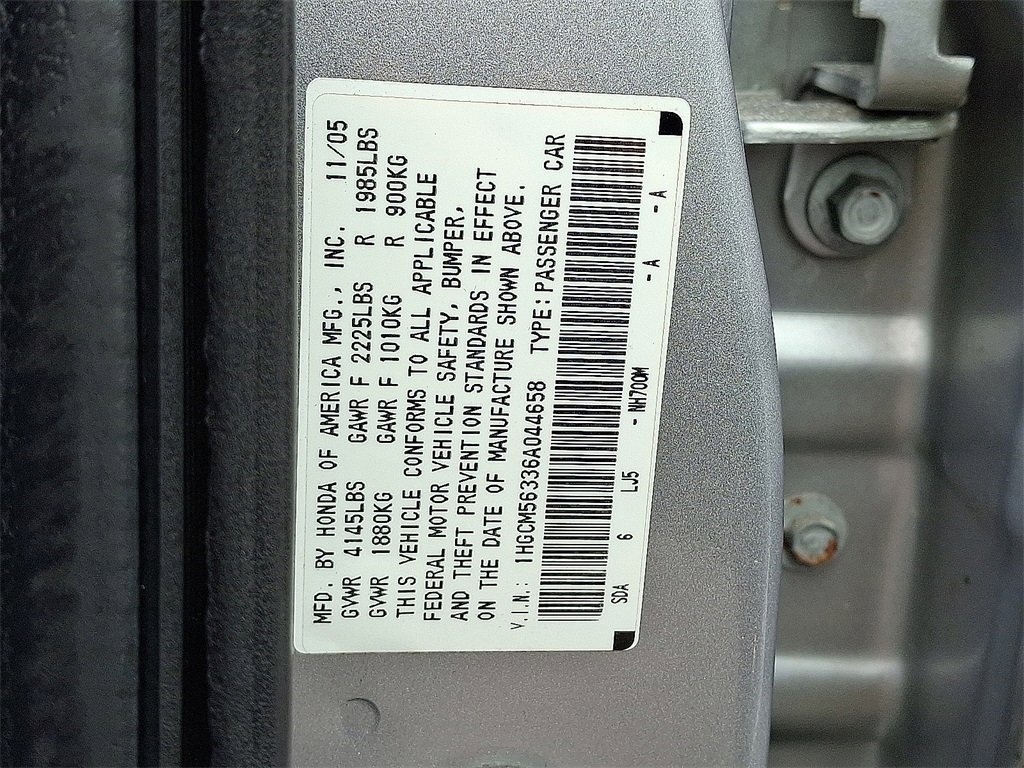 MFD. BY HONDA OF AMERICA MFG., INC. 11/05
GVWR 4145LBS GAWR F 2225LBS R 1985LBS
GVWR 1880KG GAWR F 1010KG R 900KG
THIS VEHICLE CONFORMS TO ALL APPLICABLE
FEDERAL MOTOR VEHICLE SAFETY, BUMPER,
AND THEFT PREVENTION STANDARDS IN EFFECT
ON THE DATE OF MANUFACTURE SHOWN ABOVE.
V.I.N.: 1HGCM56336A044658 TYPE: PASSENGER CAR
SDA 6 LJ5 - NH700M - A - A